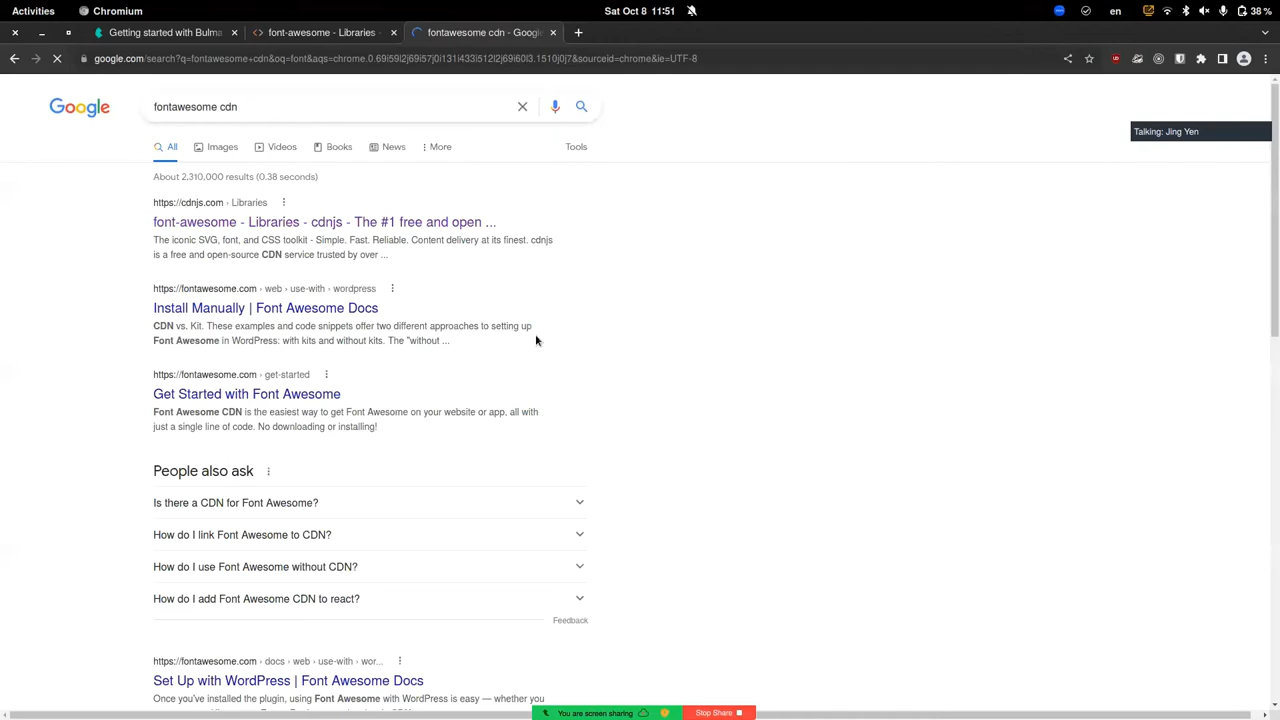 Activities
Chromium
Sat Oct 8 11:51
en
38 %
Getting started with Bulma
font-awesome - Libraries -
fontawesome cdn - Google
google.com/search?q=fontawesome+cdn&oq=font&aqs=chrome.0.69i59l2j69i57j0i131i433i512l2j69i60l3.1510j0j7&sourceid=chrome&ie=UTF-8
Google
fontawesome cdn
Talking: Jing Yen
All
Images
Videos
Books
News
More
Tools
About 2,310,000 results (0.38 seconds)
https://cdnjs.com › Libraries
font-awesome - Libraries - cdnjs - The #1 free and open ...
The iconic SVG, font, and CSS toolkit - Simple. Fast. Reliable. Content delivery at its finest. cdnjs
is a free and open-source CDN service trusted by over ...
https://fontawesome.com › web › use-with › wordpress
Install Manually | Font Awesome Docs
CDN vs. Kit. These examples and code snippets offer two different approaches to setting up
Font Awesome in WordPress: with kits and without kits. The "without ...
https://fontawesome.com › get-started
Get Started with Font Awesome
Font Awesome CDN is the easiest way to get Font Awesome on your website or app, all with
just a single line of code. No downloading or installing!
People also ask
Is there a CDN for Font Awesome?
How do I link Font Awesome to CDN?
How do I use Font Awesome without CDN?
How do I add Font Awesome CDN to react?
Feedback
https://fontawesome.com › docs › web › use-with › wor...
Set Up with WordPress | Font Awesome Docs
Once you've installed the plugin, using Font Awesome with WordPress is easy — whether you
You are screen sharing
Stop Share